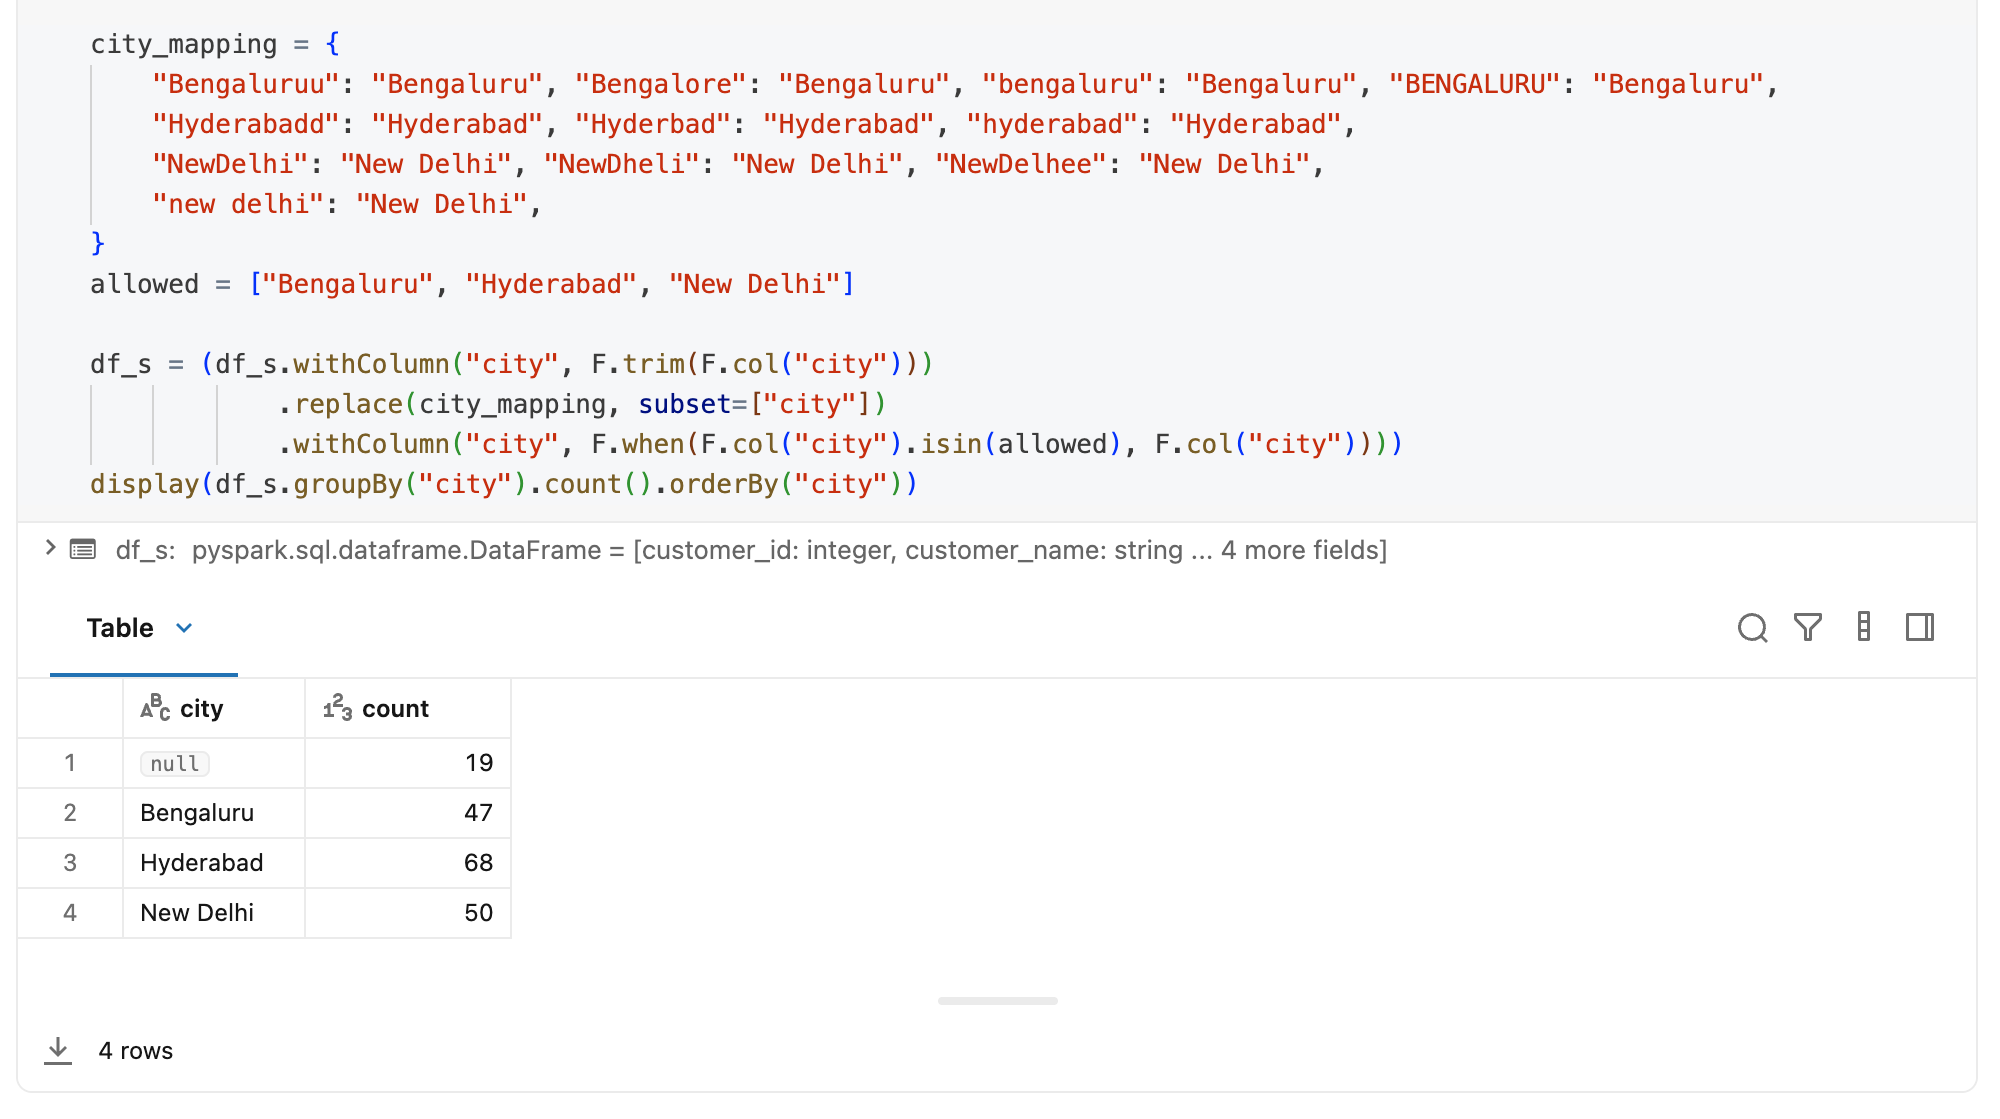 city_mapping = {
    "Bengaluruu": "Bengaluru", "Bengalore": "Bengaluru", "bengaluru": "Bengaluru", "BENGALURU": "Bengaluru",
    "Hyderabadd": "Hyderabad", "Hyderbad": "Hyderabad", "hyderabad": "Hyderabad",
    "NewDelhi": "New Delhi", "NewDheli": "New Delhi", "NewDelhee": "New Delhi",
    "new delhi": "New Delhi",
}
allowed = ["Bengaluru", "Hyderabad", "New Delhi"]

df_s = (df_s.withColumn("city", F.trim(F.col("city")))
            .replace(city_mapping, subset=["city"])
            .withColumn("city", F.when(F.col("city").isin(allowed), F.col("city"))))
display(df_s.groupBy("city").count().orderBy("city"))
df_s: pyspark.sql.dataframe.DataFrame = [customer_id: integer, customer_name: string ... 4 more fields]
Table
ABC city 123 count
1 null 19
2 Bengaluru 47
3 Hyderabad 68
4 New Delhi 50
4 rows